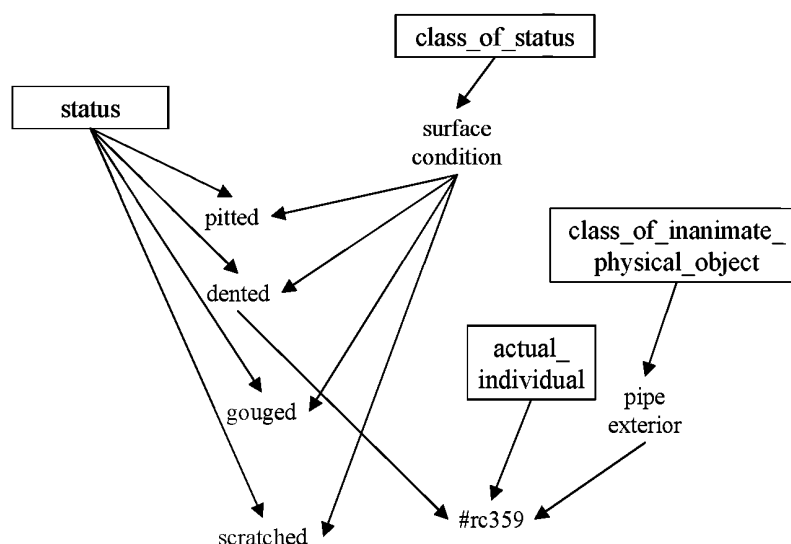 class_of_status
status
surface
condition
pitted
class_of_inanimate_
physical_object
dented
actual_
individual
pipe
exterior
gouged
#rc359
scratched